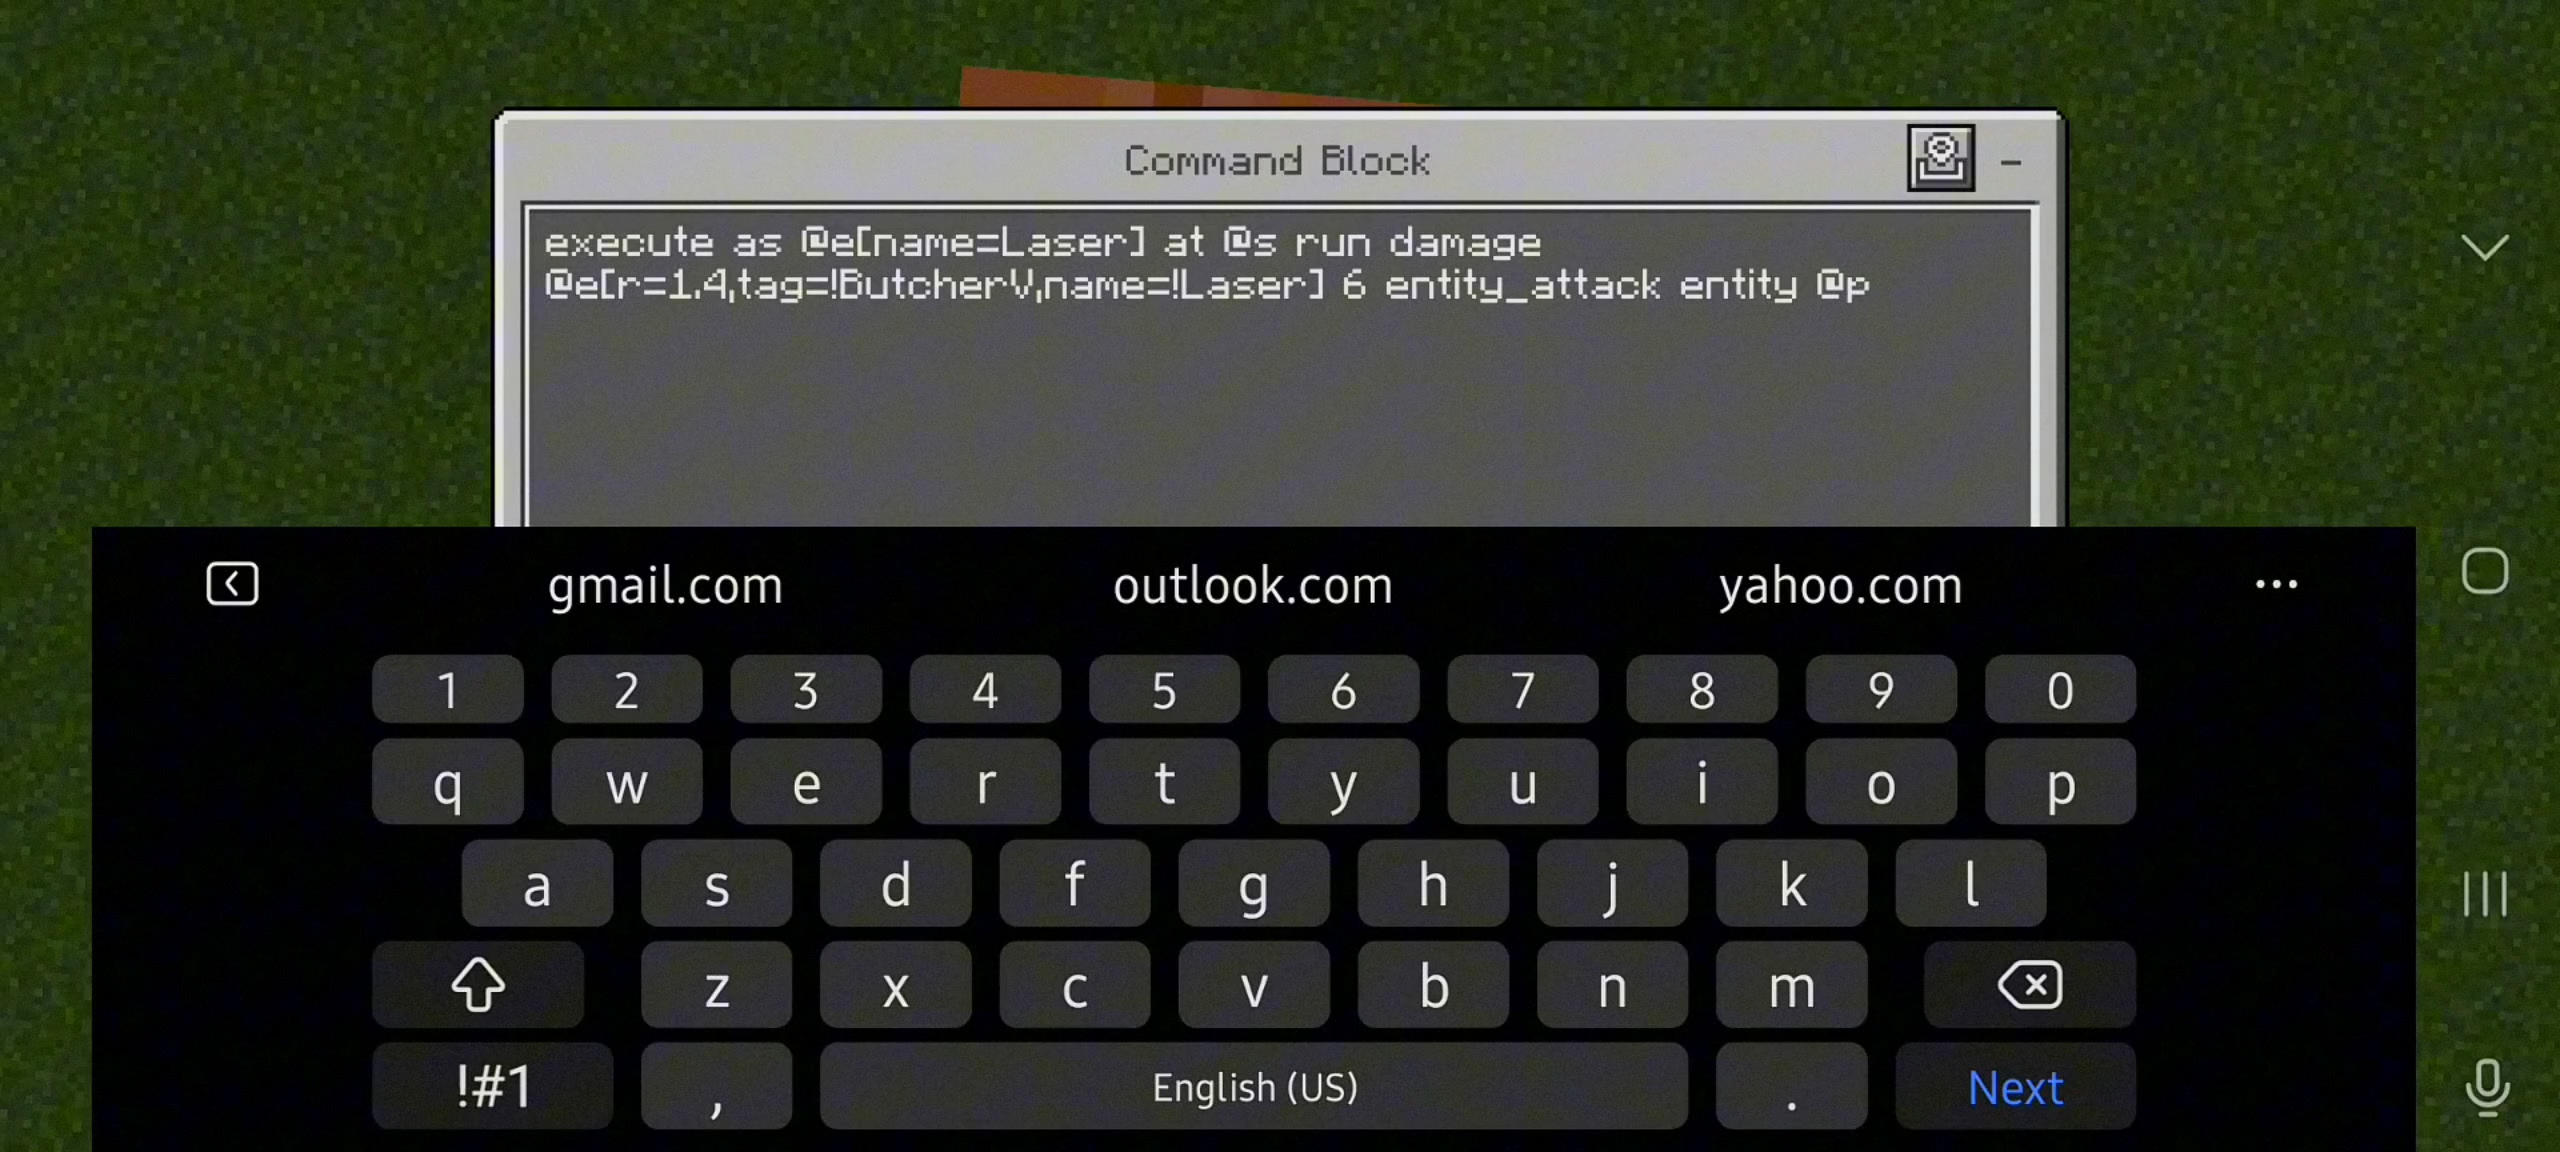 Command Block
execute as @e[name=Laser] at @s run damage
@e[r=1.4,tag=!ButcherV,name=!Laser] 6 entity_attack entity @p
gmail.com outlook.com yahoo.com
1 2 3 4 5 6 7 8 9 0
q w e r t y u i o p
a s d f g h j k l
z x c v b n m
!#1 , English (US) . Next